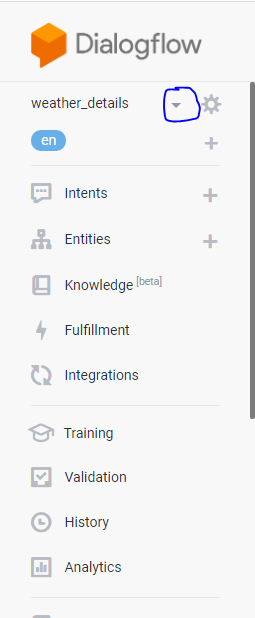 Dialogflow
weather_details
en
Intents
Entities
Knowledge [beta]
Fulfillment
Integrations
Training
Validation
History
Analytics